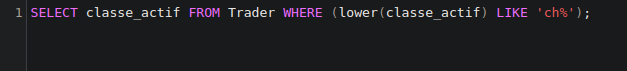 1 SELECT classe_actif FROM Trader WHERE (lower(classe_actif) LIKE 'ch%');